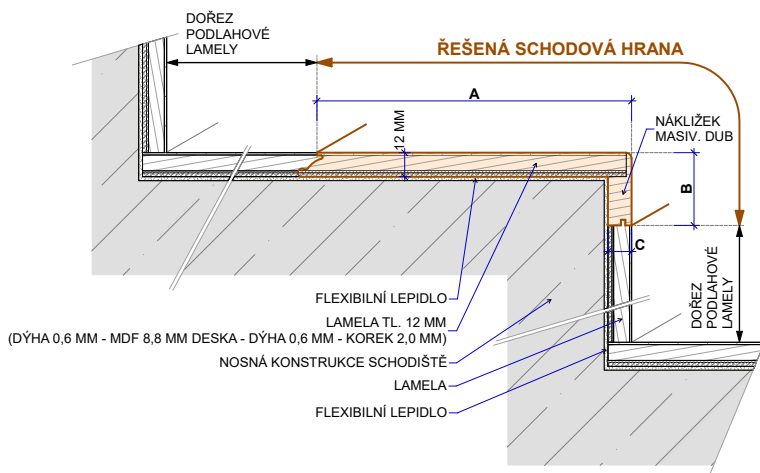 DOŘEZ
PODLAHOVÉ
LAMELY
ŘEŠENÁ SCHODOVÁ HRANA
A
12 MM
NÁKLIŽEK
MASIV. DUB
B
C
DOŘEZ
PODLAHOVÉ
LAMELY
FLEXIBILNÍ LEPIDLO
LAMELA TL. 12 MM
(DÝHA 0,6 MM - MDF 8,8 MM DESKA - DÝHA 0,6 MM - KOREK 2,0 MM)
NOSNÁ KONSTRUKCE SCHODIŠTĚ
LAMELA
FLEXIBILNÍ LEPIDLO